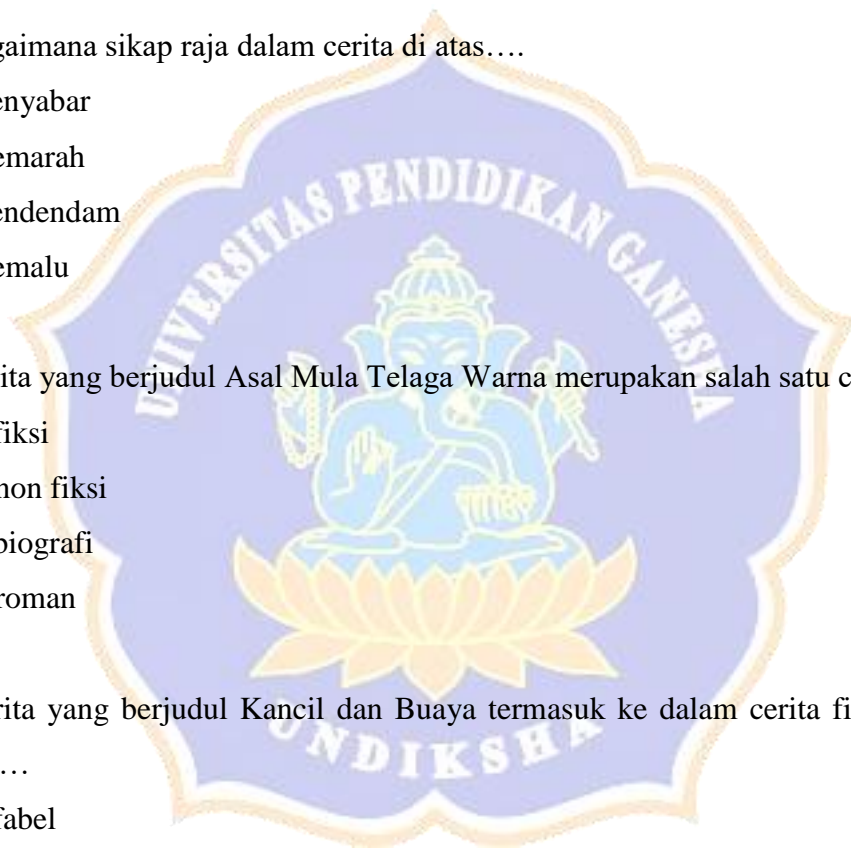 gaimana sikap raja dalam cerita di atas….
enyabar
emarah
endendam
emalu
UNIVERSITAS PENDIDIKAN GANESHA
rita yang berjudul Asal Mula Telaga Warna merupakan salah satu c
fiksi
non fiksi
biografi
roman
rita yang berjudul Kancil dan Buaya termasuk ke dalam cerita fi
…
fabel
UNDIKSHA